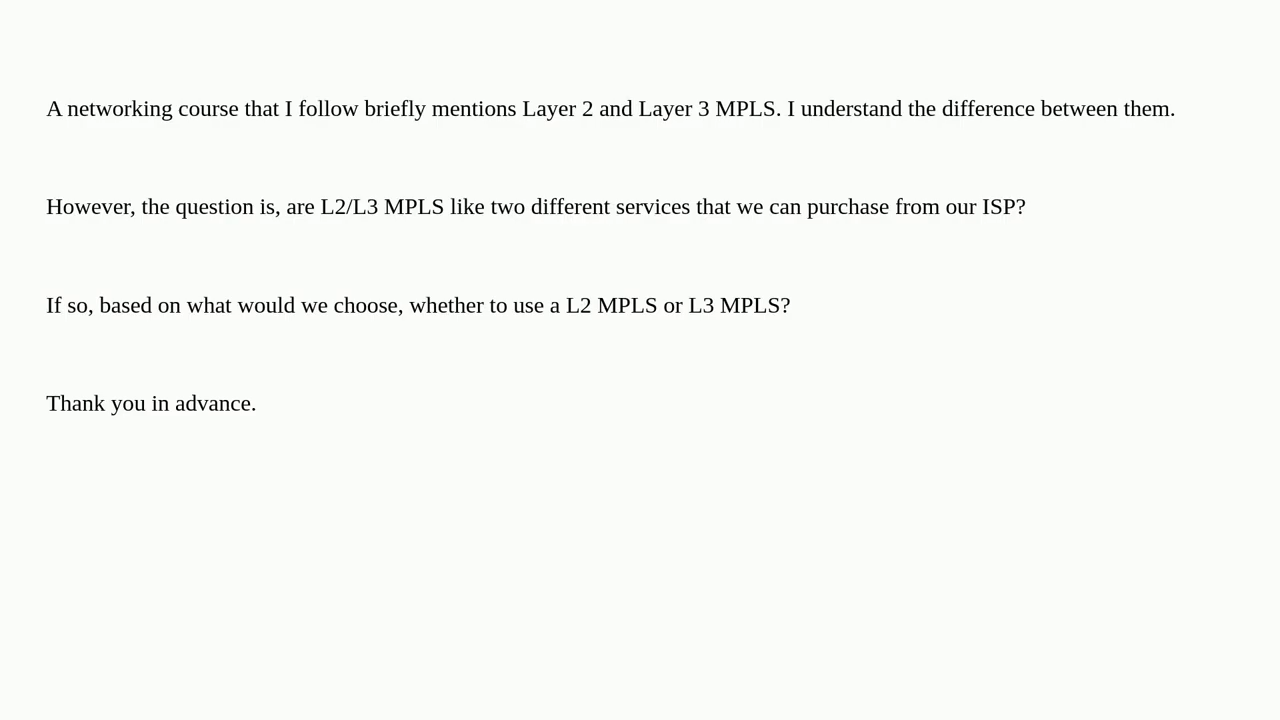 A networking course that I follow briefly mentions Layer 2 and Layer 3 MPLS. I understand the difference between them.
However, the question is, are L2/L3 MPLS like two different services that we can purchase from our ISP?
If so, based on what would we choose, whether to use a L2 MPLS or L3 MPLS?
Thank you in advance.